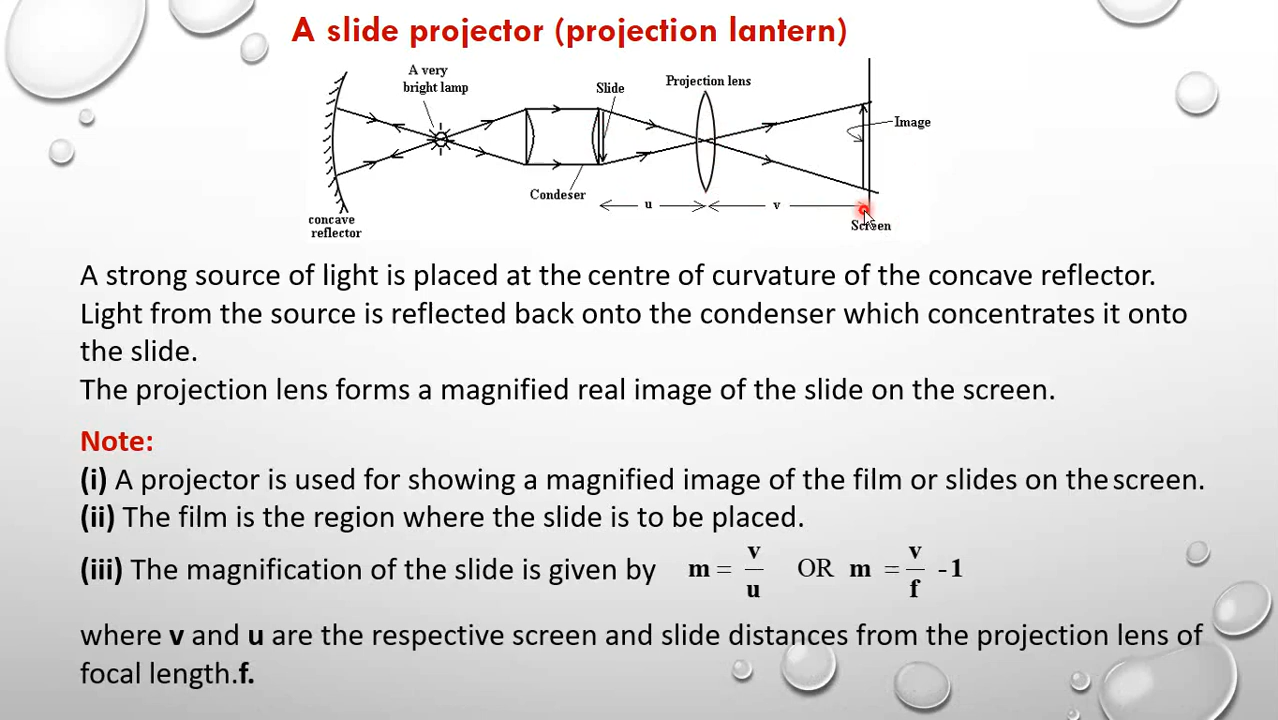 A slide projector (projection lantern)
A very
bright lamp
Slide
Projection lens
Image
Condeser
u
v
concave
reflector
Screen
A strong source of light is placed at the centre of curvature of the concave reflector.
Light from the source is reflected back onto the condenser which concentrates it onto
the slide.
The projection lens forms a magnified real image of the slide on the screen.
Note:
(i) A projector is used for showing a magnified image of the film or slides on the screen.
(ii) The film is the region where the slide is to be placed.
(iii) The magnification of the slide is given by m = v/u OR m = v/f - 1
where v and u are the respective screen and slide distances from the projection lens of
focal length.f.